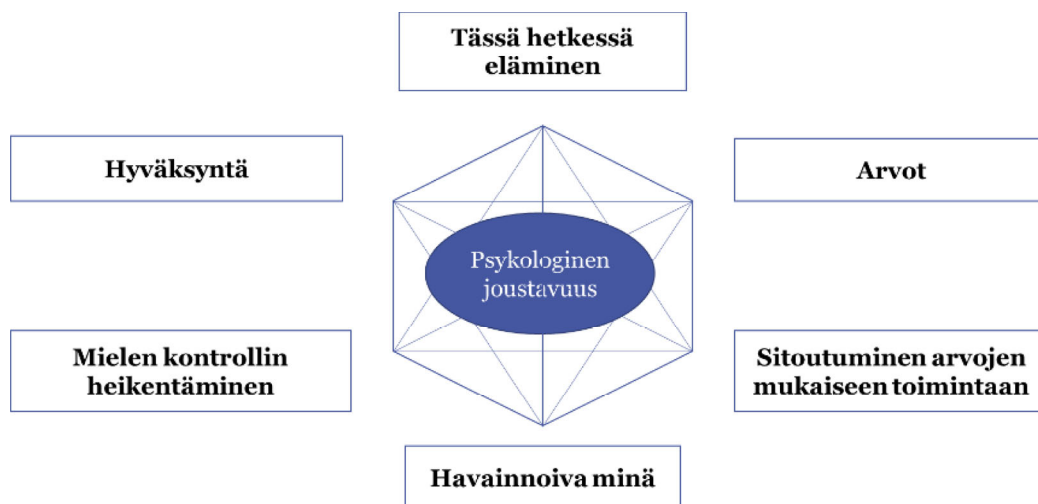 Tässä hetkessä
eläminen
Hyväksyntä
Arvot
Psykologinen
joustavuus
Mielen kontrollin
heikentäminen
Sitoutuminen arvojen
mukaiseen toimintaan
Havainnoiva minä